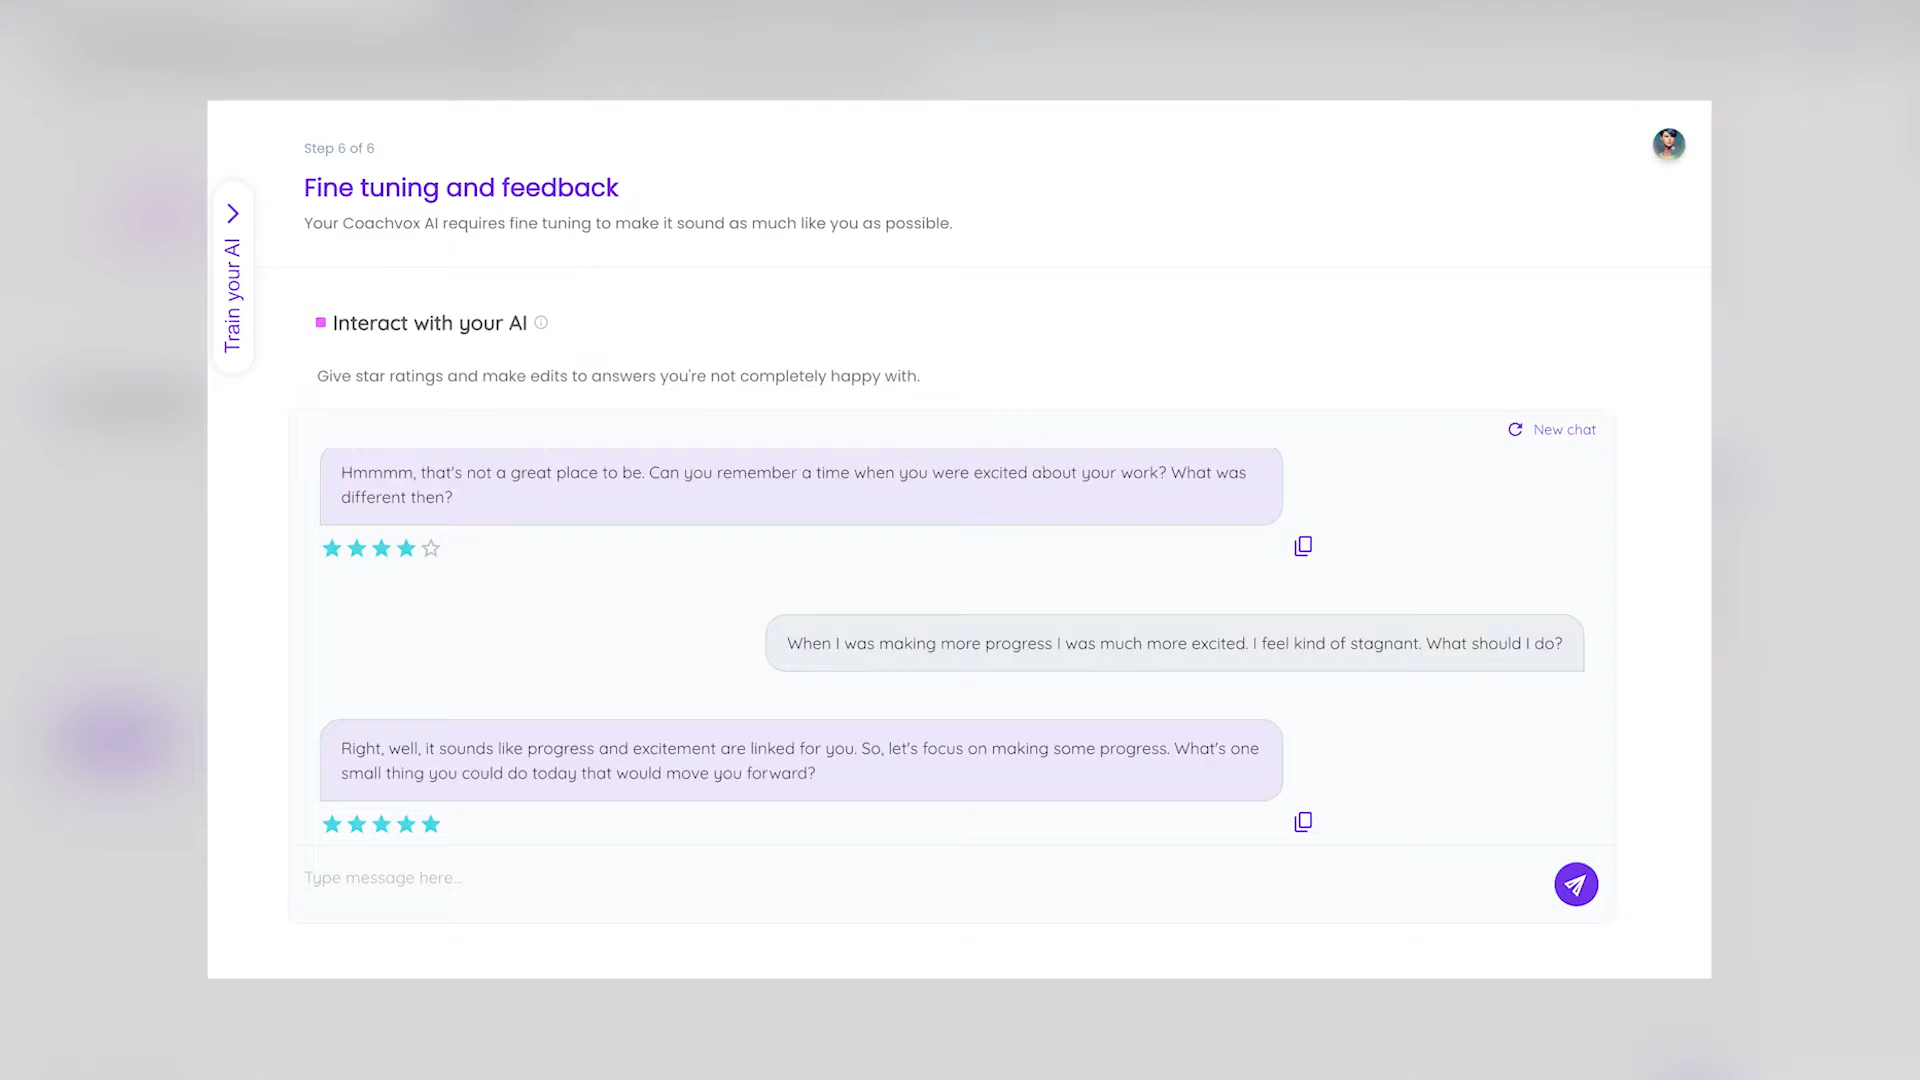 Step 6 of 6
Fine tuning and feedback
Your Coachvox AI requires fine tuning to make it sound as much like you as possible.
Train your AI
Interact with your AI
Give star ratings and make edits to answers you're not completely happy with.
New chat
Hmmmm, that's not a great place to be. Can you remember a time when you were excited about your work? What was
different then?
When I was making more progress I was much more excited. I feel kind of stagnant. What should I do?
Right, well, it sounds like progress and excitement are linked for you. So, let's focus on making some progress. What's one
small thing you could do today that would move you forward?
Type message here...